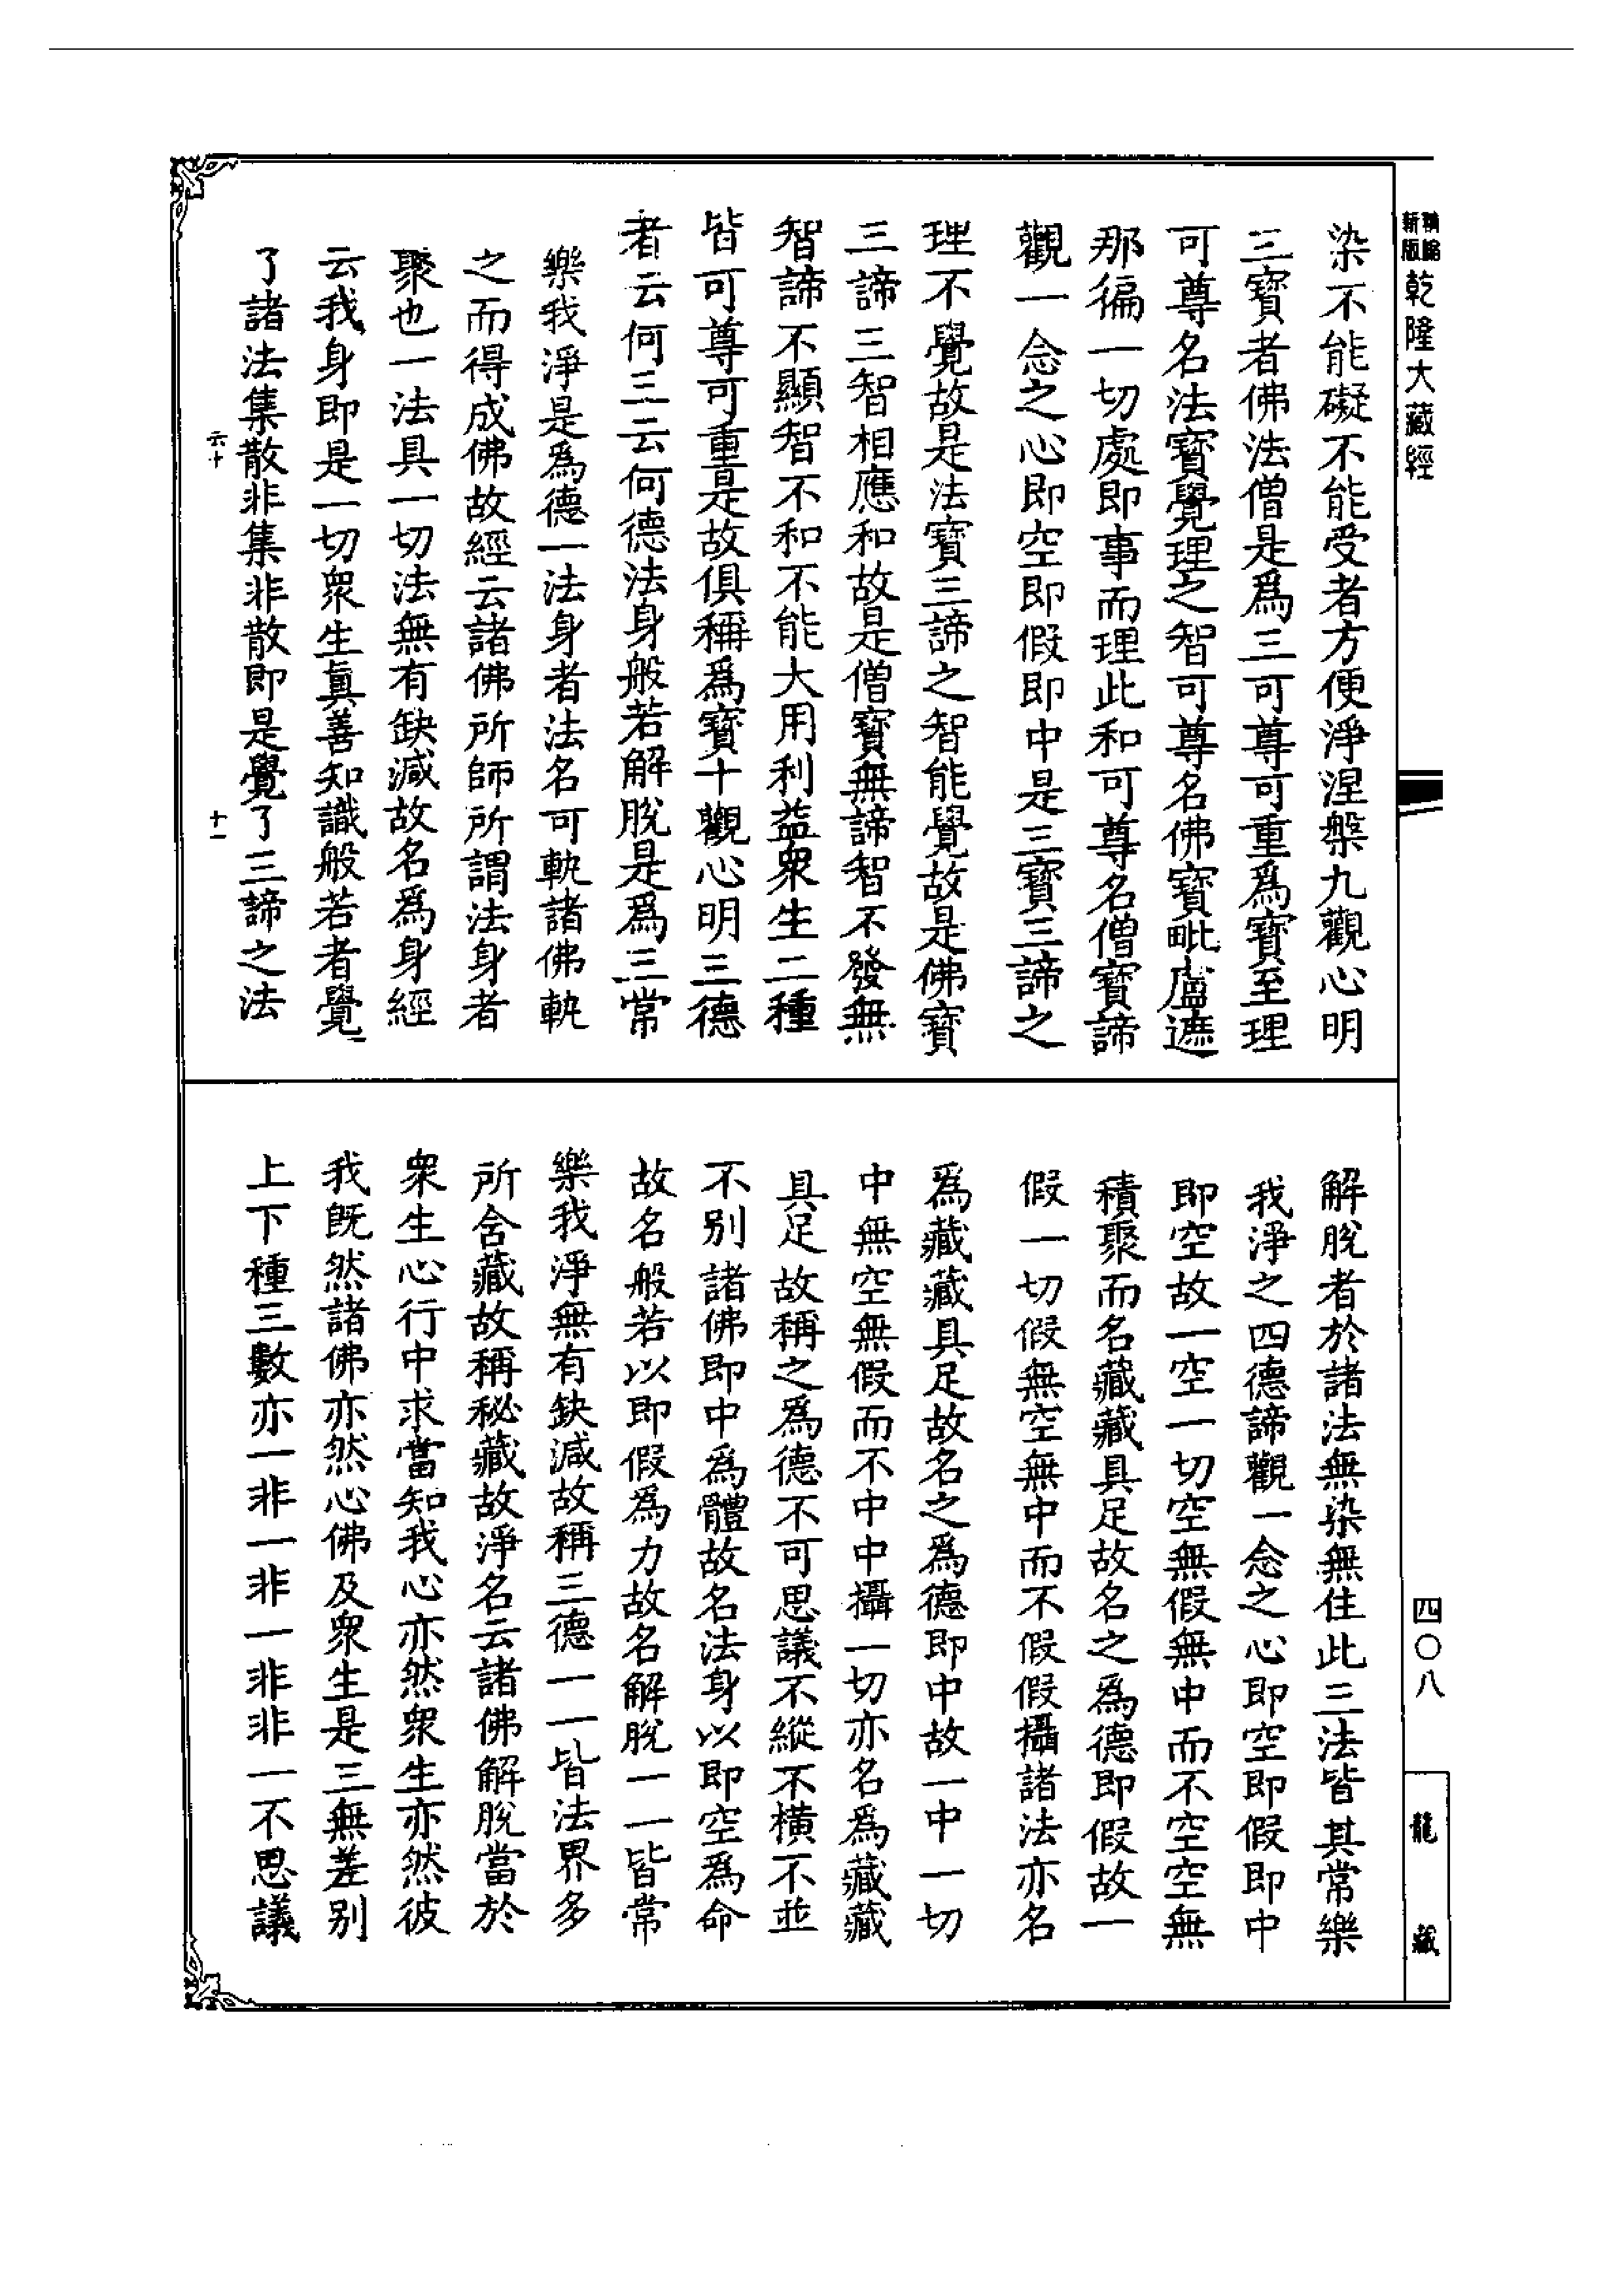 新版
精縮
乾隆大藏經
四〇八
龍藏
染不能礙不能受者方便淨涅槃九觀心明
三寶者佛法僧是爲三可尊可重爲寶至理
可尊名法寶覺理之智可尊名佛寶毗盧遮
那徧一切處即事而理此和可尊名僧寶諦
觀一念之心即空即假即中是三寶三諦之
理不覺故是法寶三諦之智能覺故是佛寶
三諦三智相應和故是僧寶無諦智不發無
智諦不顯智不和不能大用利益衆生二種
皆可尊可重是故俱稱爲寶十觀心明三德
者云何三云何德法身般若解脫是爲三常
樂我淨是爲德一法身者法名可軌諸佛軌
之而得成佛故經云諸佛所師所謂法身者
聚也一法具一切法無有缺減故名爲身經
云我身即是一切衆生眞善知識般若者覺
了諸法集散非集非散即是覺了三諦之法
六十
十一
解脫者於諸法無染無住此三法皆具常樂
我淨之四德諦觀一念之心即空即假即中
即空故一空一切空無假無中而不空空無
積聚而名藏藏具足故名之爲德即假故一
假一切假無空無中而不假假攝諸法亦名
爲藏藏具足故名之爲德即中故一中一切
中無空無假而不中中攝一切亦名爲藏藏
具足故稱之爲德不可思議不縱不橫不並
不別諸佛即中爲體故名法身以即空爲命
故名般若以即假爲力故名解脫一一皆常
樂我淨無有缺減故稱三德一一皆法界多
所舍藏故稱秘藏故淨名云諸佛解脫當於
衆生心行中求當知我心亦然衆生亦然彼
我既然諸佛亦然心佛及衆生是三無差別
上下種三數亦一非一非一非非一不思議